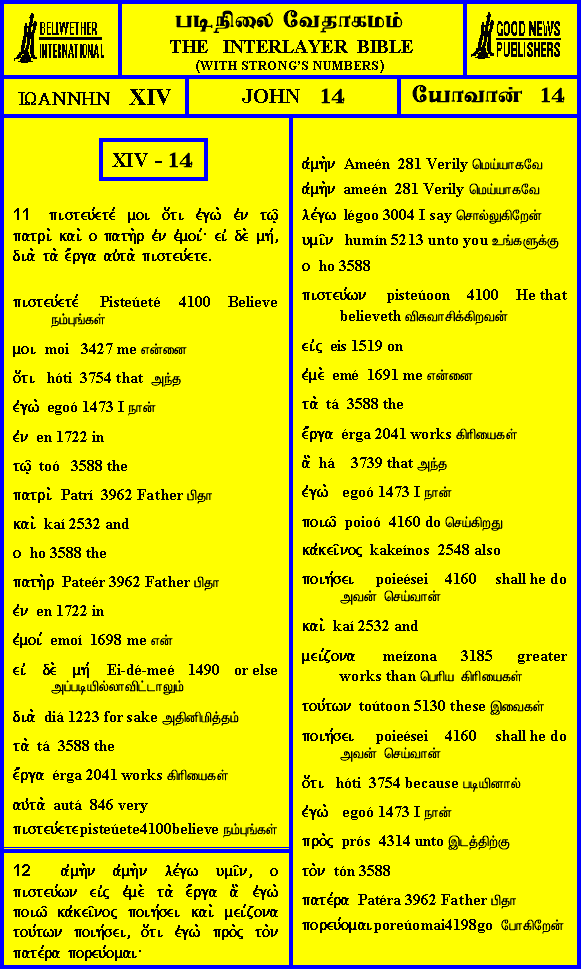 BELLWETHER
INTERNATIONAL
படிநிலை வேதாகமம்
THE INTERLAYER BIBLE
(WITH STRONG'S NUMBERS)
GOOD NEWS
PUBLISHERS
ΙΩΑΝΝΗΝ XIV
JOHN 14
யோவான் 14
XIV - 14
11 πιστεύετέ μοι ὅτι ἐγὼ ἐν τῶ
πατρὶ καὶ ο πατὴρ ἐν ἐμοί· εἰ δὲ μή,
διὰ τὰ ἔργα αὐτὰ πιστεύετε.
πιστεύετέ Pisteúeté 4100 Believe
நம்புங்கள்
μοι moi 3427 me என்னை
ὅτι hóti 3754 that அந்த
ἐγὼ egoó 1473 I நான்
ἐν en 1722 in
τῶ toó 3588 the
πατρὶ Patrí 3962 Father பிதா
καὶ kaí 2532 and
ο ho 3588 the
πατὴρ Pateér 3962 Father பிதா
ἐν en 1722 in
ἐμοί emoí 1698 me என்
εἰ δὲ μή Ei-dé-meé 1490 or else
அப்படியில்லாவிட்டாலும்
διὰ diá 1223 for sake அதினிமித்தம்
τὰ tá 3588 the
ἔργα érga 2041 works கிரியைகள்
αὐτὰ autá 846 very
πιστεύετε pisteúete4100believe நம்புங்கள்
12 ἀμὴν ἀμὴν λέγω υμῖν, ο
πιστεύων εἰς ἐμὲ τὰ ἔργα ἃ ἐγὼ
ποιῶ κἀκεῖνος ποιήσει καὶ μείζονα
τούτων ποιήσει, ὅτι ἐγὼ πρὸς τὸν
πατέρα πορεύομαι·
ἀμὴν Ameén 281 Verily மெய்யாகவே
ἀμὴν ameén 281 Verily மெய்யாகவே
λέγω légoo 3004 I say சொல்லுகிறேன்
υμῖν humín 5213 unto you உங்களுக்கு
ο ho 3588
πιστεύων pisteúoon 4100 He that
believeth விசுவாசிக்கிறவன்
εἰς eis 1519 on
ἐμὲ emé 1691 me என்னை
τὰ tá 3588 the
ἔργα érga 2041 works கிரியைகள்
ἃ há 3739 that அந்த
ἐγὼ egoó 1473 I நான்
ποιῶ poioó 4160 do செய்கிறது
κἀκεῖνος kakeínos 2548 also
ποιήσει poieései 4160 shall he do
அவன் செய்வான்
καὶ kaí 2532 and
μείζονα meízona 3185 greater
works than பெரிய கிரியைகள்
τούτων toútoon 5130 these இவைகள்
ποιήσει poieései 4160 shall he do
அவன் செய்வான்
ὅτι hóti 3754 because படியினால்
ἐγὼ egoó 1473 I நான்
πρὸς prós 4314 unto இடத்திற்கு
τὸν tón 3588
πατέρα Patéra 3962 Father பிதா
πορεύομαι poreúomai4198go போகிறேன்